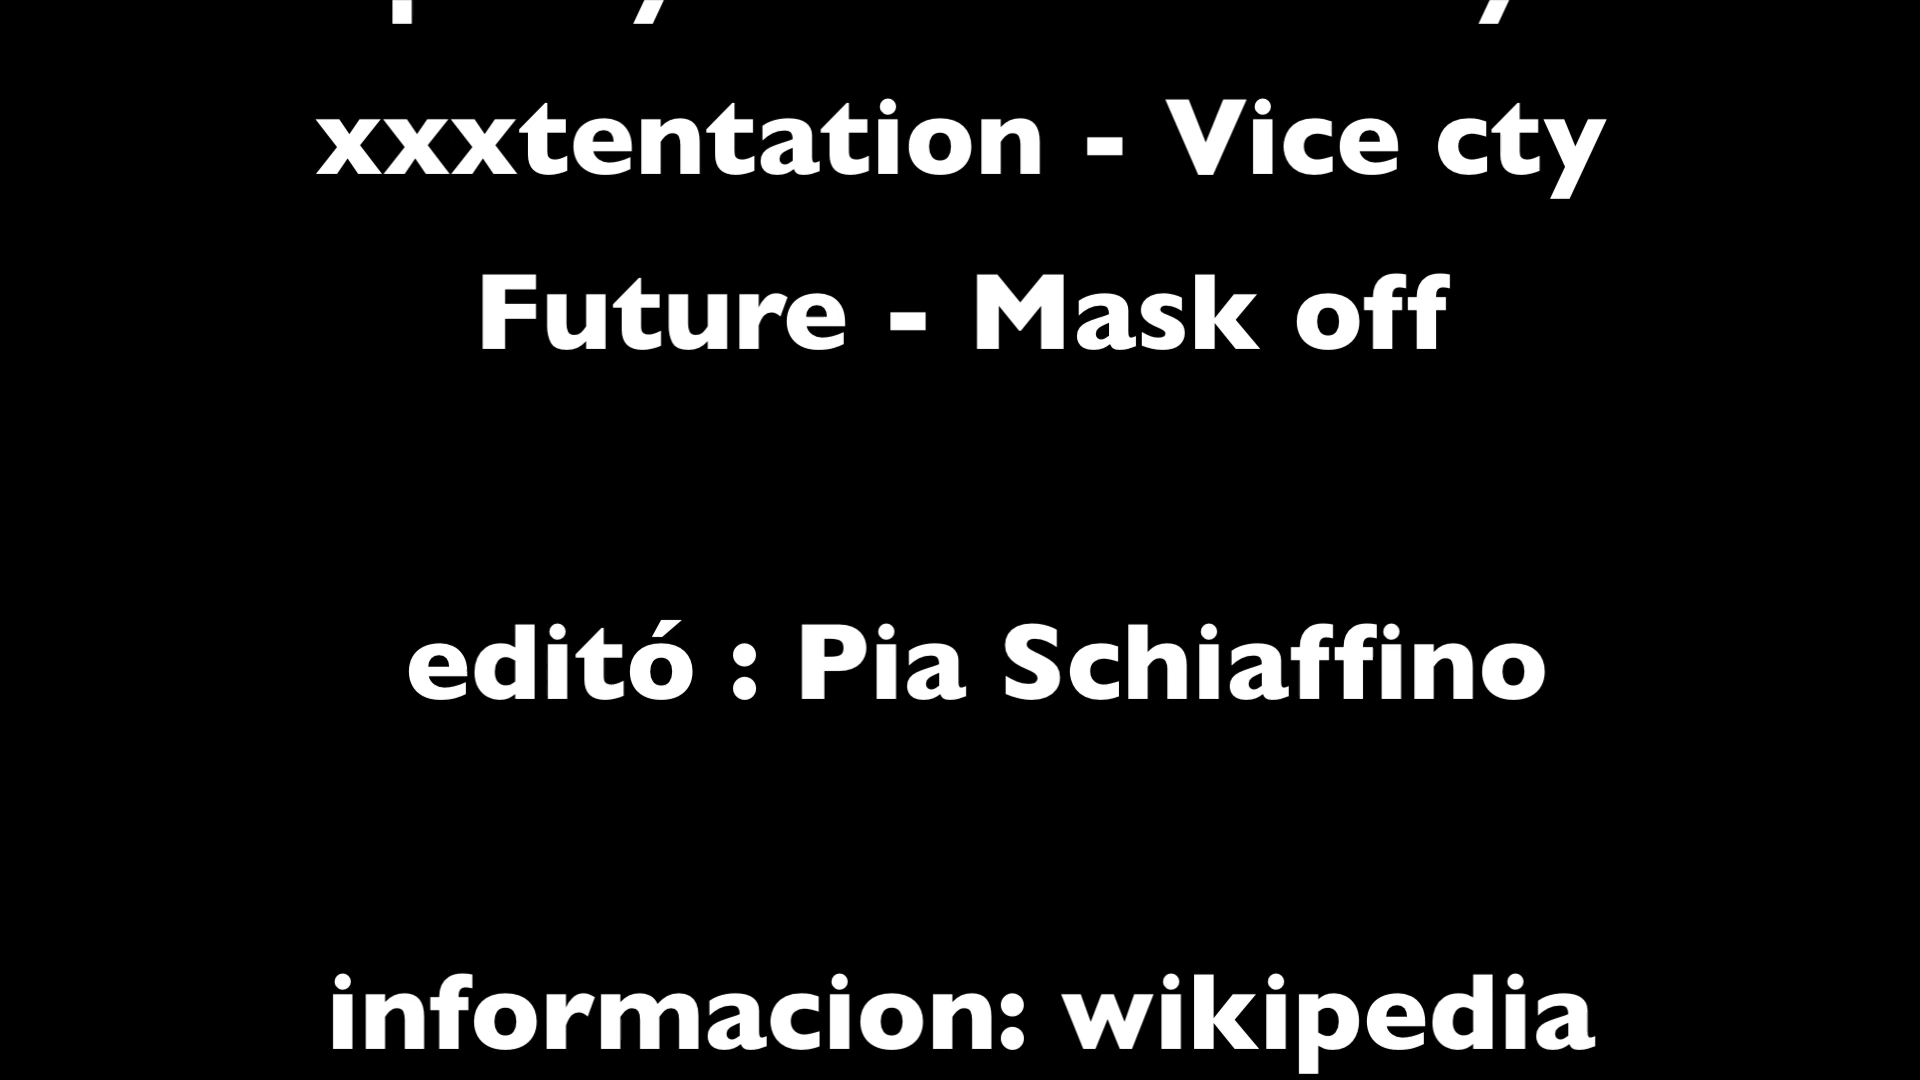 xxxtentation - Vice cty
Future - Mask off
editó : Pia Schiaffino
informacion: wikipedia